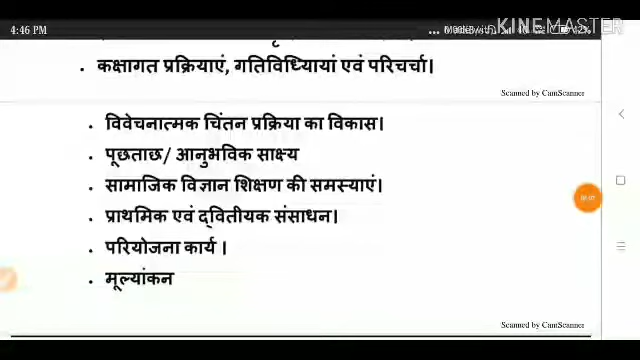 4:46 PM
KINEMASTER
42%
• कक्षागत प्रक्रियाएं, गतिविध्यिायां एवं परिचर्चा।
Scanned by CamScanner
• विवेचनात्मक चिंतन प्रक्रिया का विकास।
• पूछताछ/ आनुभविक साक्ष्य
• सामाजिक विज्ञान शिक्षण की समस्याएं।
• प्राथमिक एवं द्वितीयक संसाधन।
• परियोजना कार्य ।
• मूल्यांकन
Scanned by CamScanner